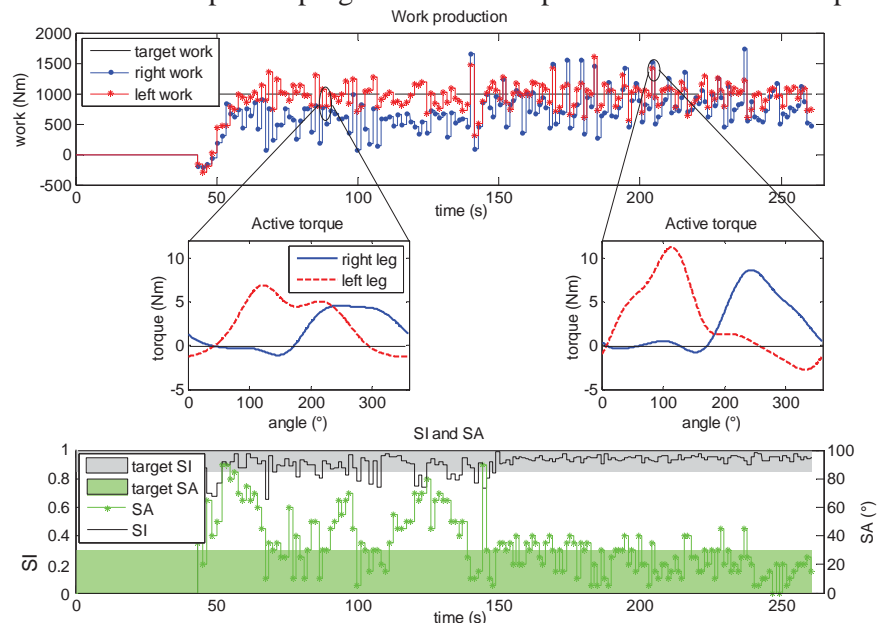 Work production
2000
1500
1000
500
0
-500
work (Nm)
target work
right work
left work
0 50 100 150 200 250
time (s)
Active torque
10
5
0
-5
torque (Nm)
right leg
left leg
0 100 200 300
angle (°)
Active torque
10
5
0
-5
torque (Nm)
0 100 200 300
angle (°)
SI and SA
1
0.8
0.6
0.4
0.2
0
SI
target SI
target SA
SA
SI
100
80
60
40
20
0
SA (°)
0 50 100 150 200 250
time (s)